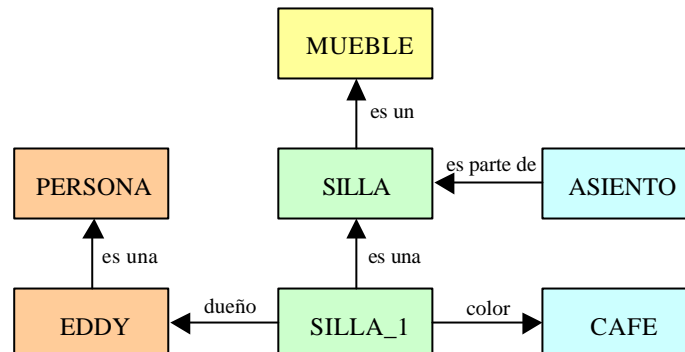 MUEBLE
es un
PERSONA
SILLA
es parte de
ASIENTO
es una
es una
EDDY
dueño
SILLA_1
color
CAFE